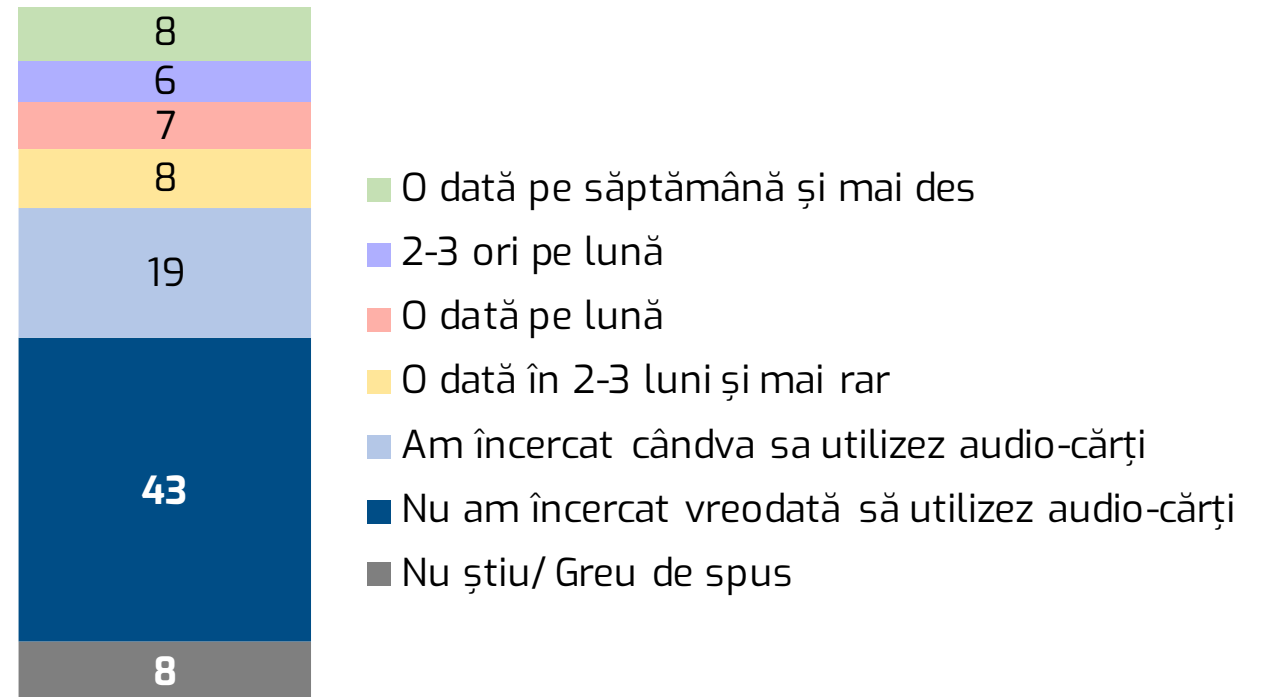 8
6
7
8
19
43
8
O dată pe săptămână și mai des
2-3 ori pe lună
O dată pe lună
O dată în 2-3 luni și mai rar
Am încercat cândva sa utilizez audio-cărți
Nu am încercat vreodată să utilizez audio-cărți
Nu știu/ Greu de spus